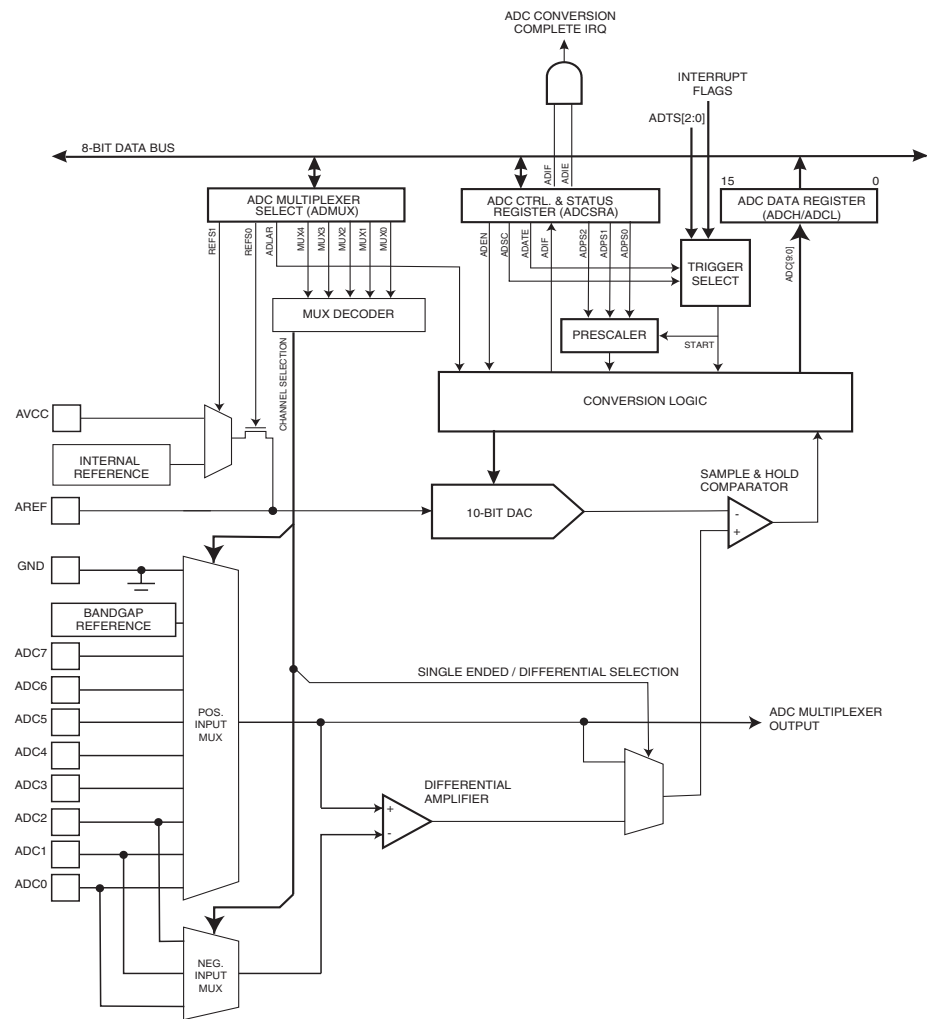 ADC CONVERSION
COMPLETE IRQ
INTERRUPT
FLAGS
ADTS[2:0]
8-BIT DATA BUS
ADIF
ADIE
15
0
ADC MULTIPLEXER
SELECT (ADMUX)
ADC CTRL. & STATUS
REGISTER (ADCSRA)
ADC DATA REGISTER
(ADCH/ADCL)
REFS1
REFS0
ADLAR
MUX4
MUX3
MUX2
MUX1
MUX0
ADEN
ADSC
ADATE
ADIF
ADPS2
ADPS1
ADPS0
ADC[9:0]
TRIGGER
SELECT
MUX DECODER
PRESCALER
START
CHANNEL SELECTION
CONVERSION LOGIC
AVCC
INTERNAL
REFERENCE
SAMPLE & HOLD
COMPARATOR
AREF
10-BIT DAC
-
+
GND
BANDGAP
REFERENCE
ADC7
SINGLE ENDED / DIFFERENTIAL SELECTION
ADC6
ADC5
POS.
INPUT
MUX
ADC MULTIPLEXER
OUTPUT
ADC4
ADC3
DIFFERENTIAL
AMPLIFIER
+
-
ADC2
ADC1
ADC0
NEG.
INPUT
MUX